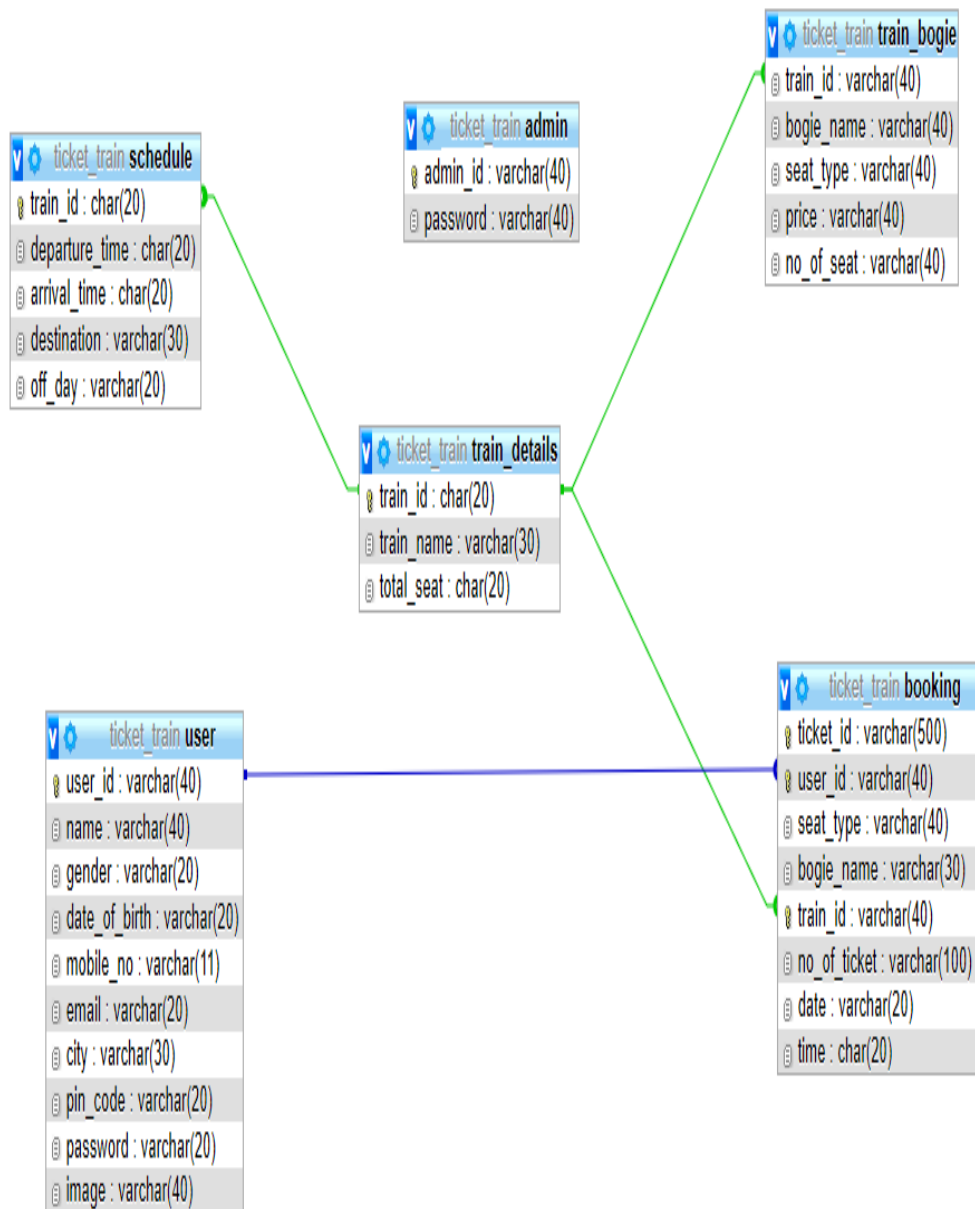 ticket_train schedule
train_id : char(20)
departure_time : char(20)
arrival_time : char(20)
destination : varchar(30)
off_day : varchar(20)
ticket_train admin
admin_id : varchar(40)
password : varchar(40)
ticket_train train_bogie
train_id : varchar(40)
bogie_name : varchar(40)
seat_type : varchar(40)
price : varchar(40)
no_of_seat : varchar(40)
ticket_train train_details
train_id : char(20)
train_name : varchar(30)
total_seat : char(20)
ticket_train user
user_id : varchar(40)
name : varchar(40)
gender : varchar(20)
date_of_birth : varchar(20)
mobile_no : varchar(11)
email : varchar(20)
city : varchar(30)
pin_code : varchar(20)
password : varchar(20)
image : varchar(40)
ticket_train booking
ticket_id : varchar(500)
user_id : varchar(40)
seat_type : varchar(40)
bogie_name : varchar(30)
train_id : varchar(40)
no_of_ticket : varchar(100)
date : varchar(20)
time : char(20)